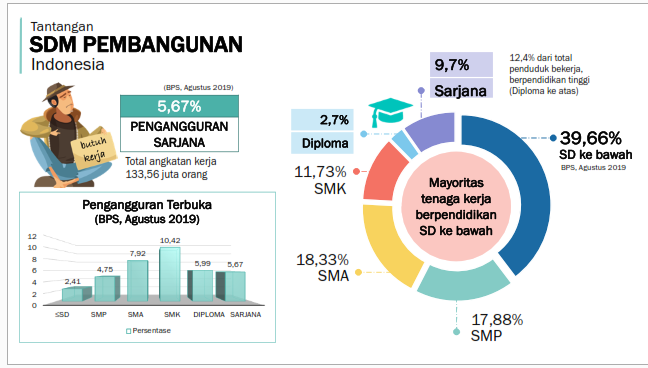 Tantangan
SDM PEMBANGUNAN
Indonesia
(BPS, Agustus 2019)
5,67%
PENGANGGURAN
SARJANA
Total angkatan kerja
133,56 juta orang
butuh
kerja
Pengangguran Terbuka
(BPS, Agustus 2019)
12
10
8
6
4
2
0
2,41
4,75
7,92
10,42
5,99
5,67
≤SD SMP SMA SMK DIPLOMA SARJANA
Persentase
9,7%
Sarjana
12,4% dari total
penduduk bekerja,
berpendidikan tinggi
(Diploma ke atas)
2,7%
Diploma
11,73%
SMK
18,33%
SMA
17,88%
SMP
39,66%
SD ke bawah
BPS, Agustus 2019
Mayoritas
tenaga kerja
berpendidikan
SD ke bawah